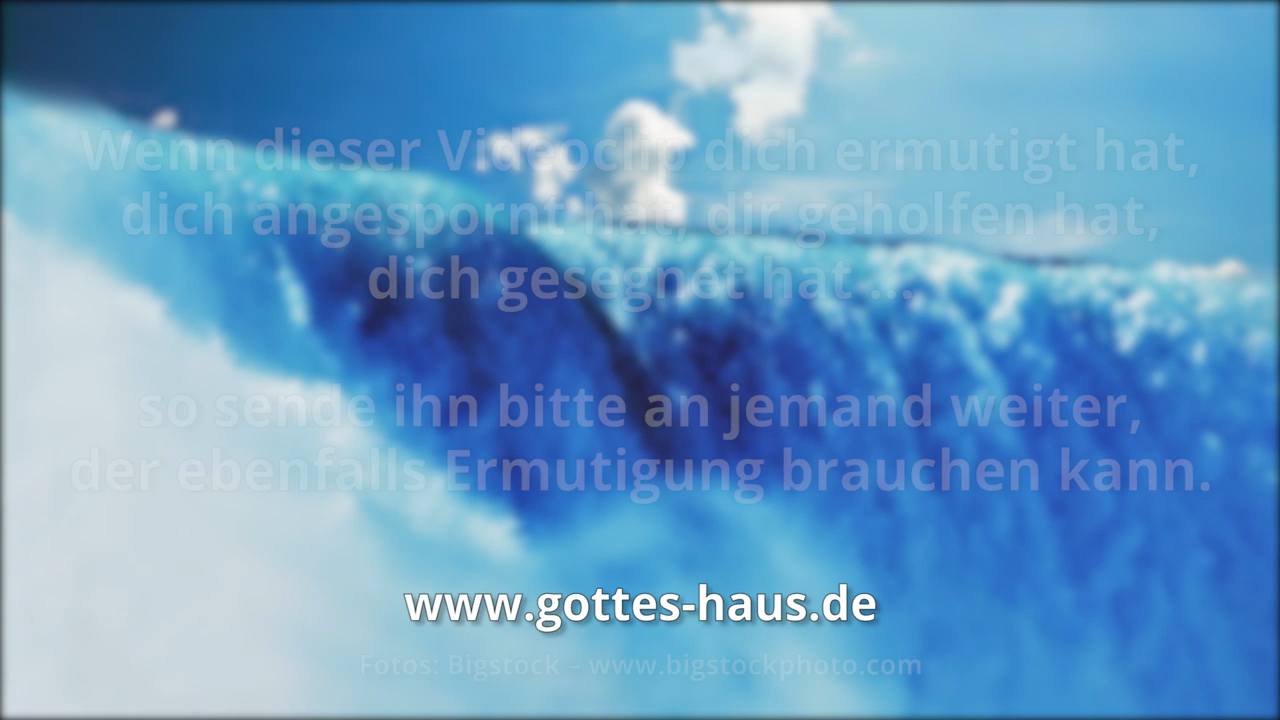 Wenn dieser Videoclip dich ermutigt hat,
dich angespornt hat, dir geholfen hat,
dich gesegnet hat ...
so sende ihn bitte an jemand weiter,
der ebenfalls Ermutigung brauchen kann.
www.gottes-haus.de
Fotos: Bigstock – www.bigstockphoto.com